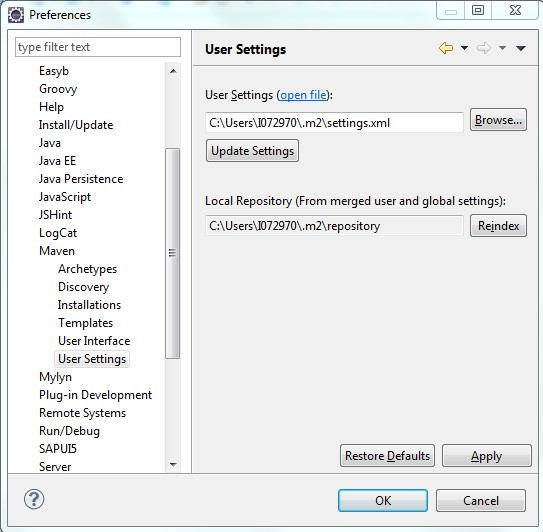 Preferences
type filter text
Easyb
Groovy
Help
Install/Update
Java
Java EE
Java Persistence
JavaScript
JSHint
LogCat
Maven
Archetypes
Discovery
Installations
Templates
User Interface
User Settings
Mylyn
Plug-in Development
Remote Systems
Run/Debug
SAPUI5
Server
User Settings
User Settings (open file):
C:\Users\I072970\.m2\settings.xml
Browse...
Update Settings
Local Repository (From merged user and global settings):
C:\Users\I072970\.m2\repository
Reindex
Restore Defaults
Apply
?
OK
Cancel